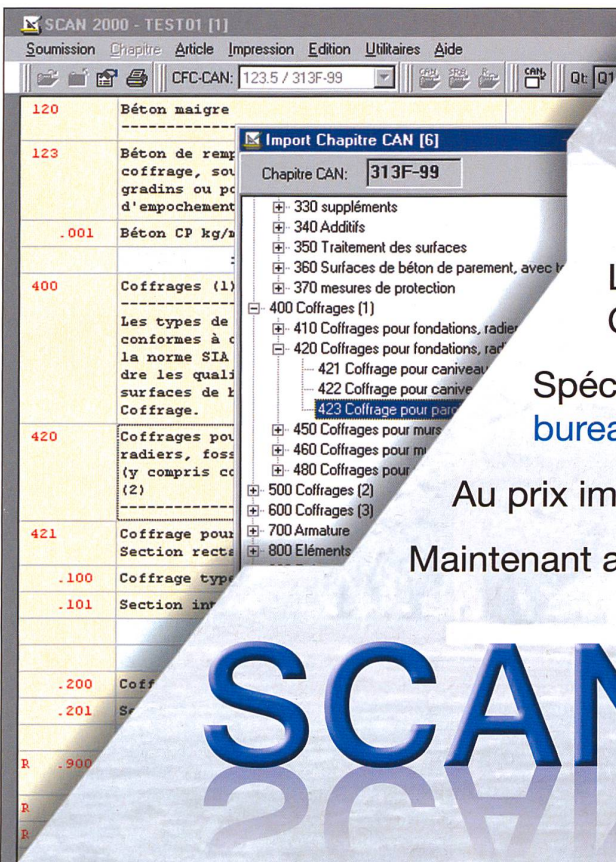 SCAN 2000 - TEST01 [1]
Soumission Chapitre Article Impression Edition Utilitaires Aide
CFC-CAN: 123.5 / 313F-99 CAN Qt: Q1
120 Béton maigre
123 Béton de remp
coffrage, sou
gradins ou po
d'empochement
.001 Béton CP kg/m
400 Coffrages (1)
Les types de
conformes à c
la norme SIA
dre les quali
surfaces de b
Coffrage.
420 Coffrages pou
radiers, foss
(y compris co
(2)
421 Coffrage pour
Section recta
.100 Coffrage type
.101 Section int
.200 Coff
.201 Se
R .900
R
R
Import Chapitre CAN [6]
Chapitre CAN: 313F-99
330 suppléments
340 Additifs
350 Traitement des surfaces
360 Surfaces de béton de parement, avec t
370 mesures de protection
400 Coffrages (1)
410 Coffrages pour fondations, radier
420 Coffrages pour fondations, rad
421 Coffrage pour caniveau
422 Coffrage pour canive
423 Coffrage pour paro
450 Coffrages pour murs
460 Coffrages pour mu
480 Coffrages pour
500 Coffrages (2)
600 Coffrages (3)
700 Armature
800 Eléments
L
C
Spéc
burea
Au prix im
Maintenant a
SCAN